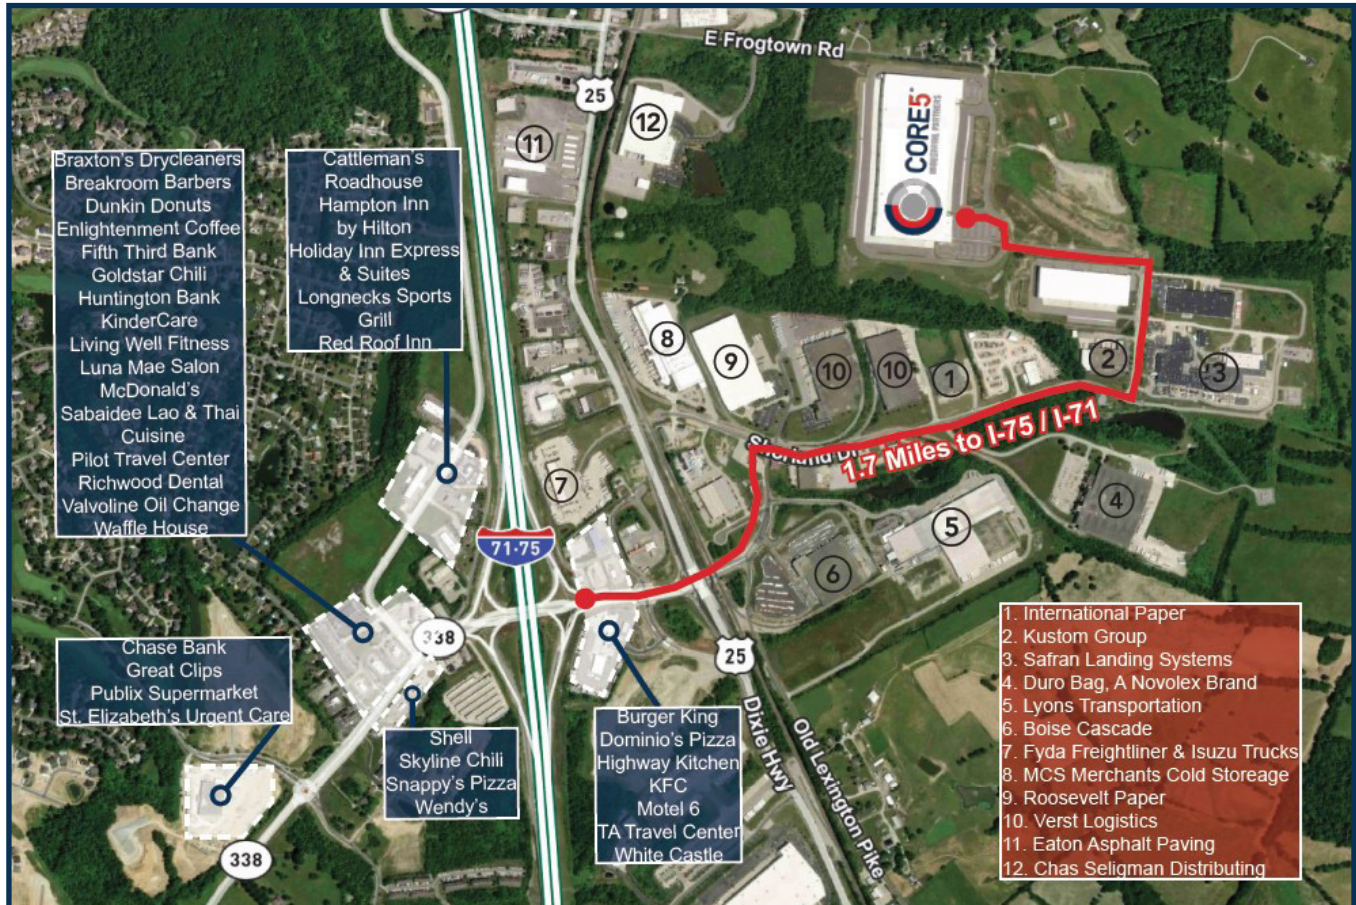 E Frogtown Rd
25
12
11
CORE5
INDUSTRIAL PARTNERS
Braxton's Drycleaners
Breakroom Barbers
Dunkin Donuts
Enlightenment Coffee
Fifth Third Bank
Goldstar Chili
Huntington Bank
KinderCare
Living Well Fitness
Luna Mae Salon
McDonald's
Sabaidee Lao & Thai
Cuisine
Pilot Travel Center
Richwood Dental
Valvoline Oil Change
Waffle House
Cattleman's
Roadhouse
Hampton Inn
by Hilton
Holiday Inn Express
& Suites
Longnecks Sports
Grill
Red Roof Inn
8
9
10
10
1
2
3
1.7 Miles to I-75 / I-71
7
4
5
6
71-75
338
25
Dixie Hwy
Old Lexington Pike
Chase Bank
Great Clips
Publix Supermarket
St. Elizabeth's Urgent Care
Shell
Skyline Chili
Snappy's Pizza
Wendy's
Burger King
Dominio's Pizza
Highway Kitchen
KFC
Motel 6
TA Travel Center
White Castle
338
1. International Paper
2. Kustom Group
3. Safran Landing Systems
4. Duro Bag, A Novolex Brand
5. Lyons Transportation
6. Boise Cascade
7. Fyda Freightliner & Isuzu Trucks
8. MCS Merchants Cold Storeage
9. Roosevelt Paper
10. Verst Logistics
11. Eaton Asphalt Paving
12. Chas Seligman Distributing